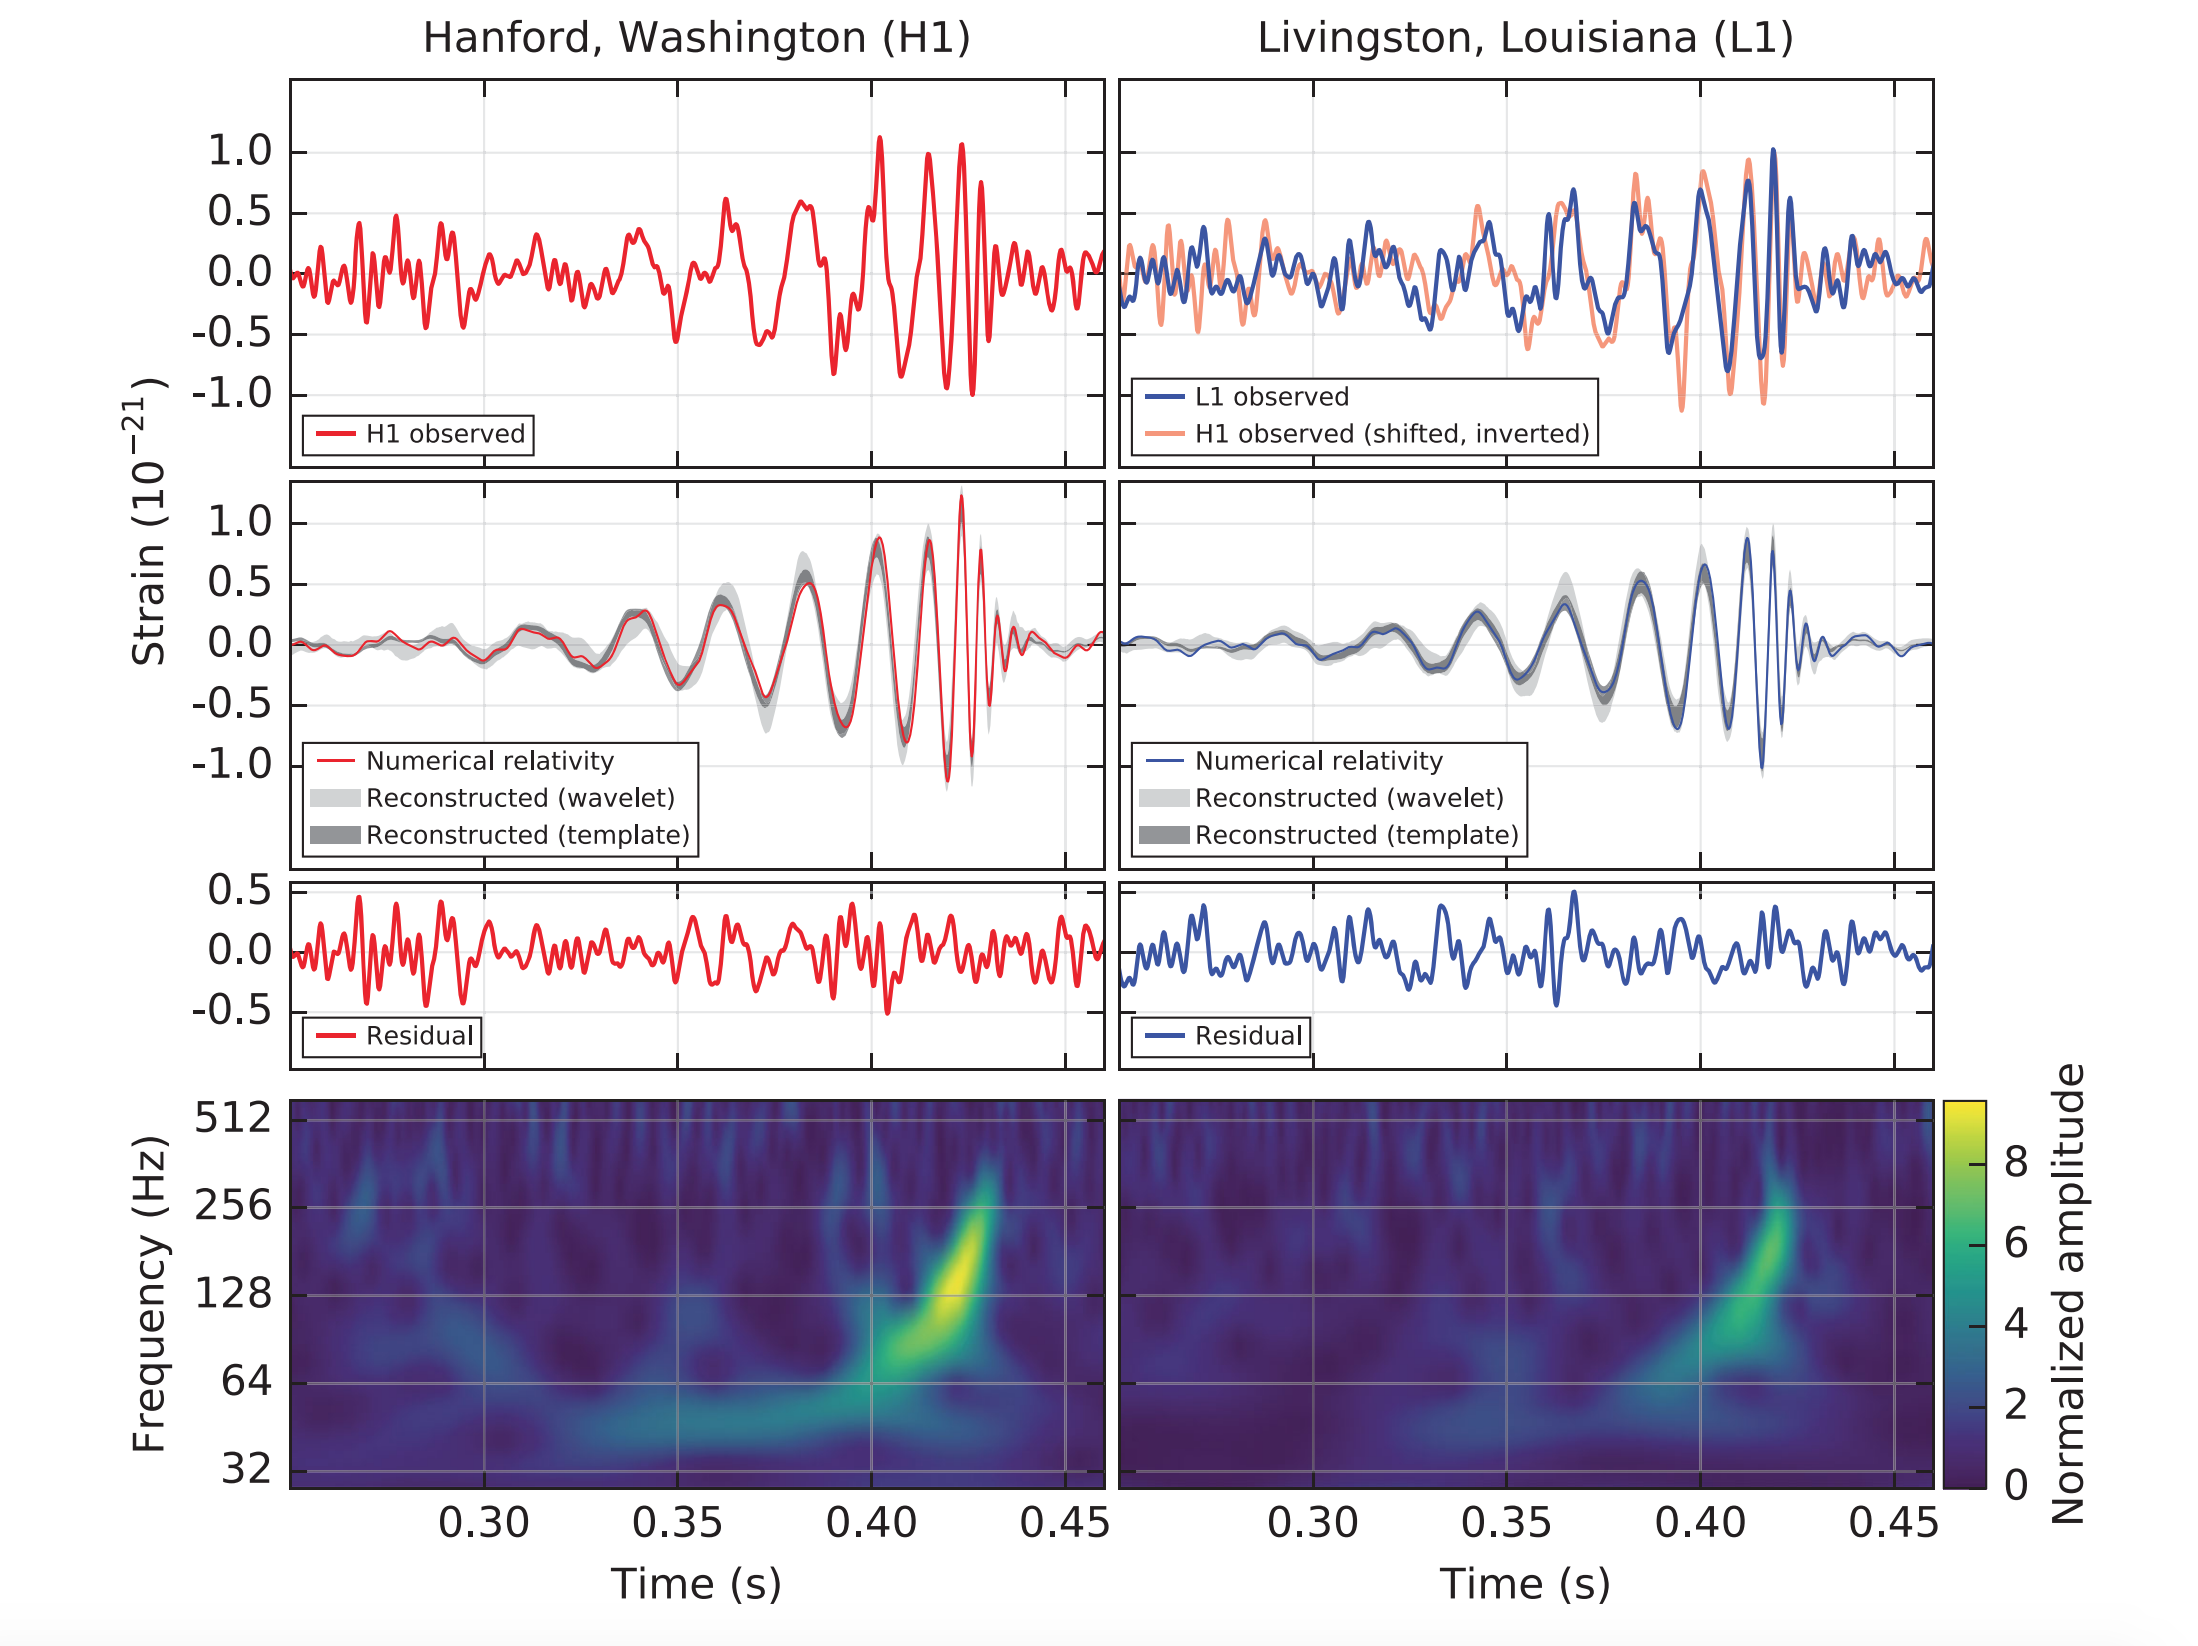 Hanford, Washington (H1)
Livingston, Louisiana (L1)
Strain (10⁻²¹)
1.0
0.5
0.0
-0.5
-1.0
H1 observed
L1 observed
H1 observed (shifted, inverted)
1.0
0.5
0.0
-0.5
-1.0
Numerical relativity
Reconstructed (wavelet)
Reconstructed (template)
Numerical relativity
Reconstructed (wavelet)
Reconstructed (template)
0.5
0.0
-0.5
Residual
Residual
Frequency (Hz)
512
256
128
64
32
Normalized amplitude
8
6
4
2
0
0.30 0.35 0.40 0.45
0.30 0.35 0.40 0.45
Time (s)
Time (s)